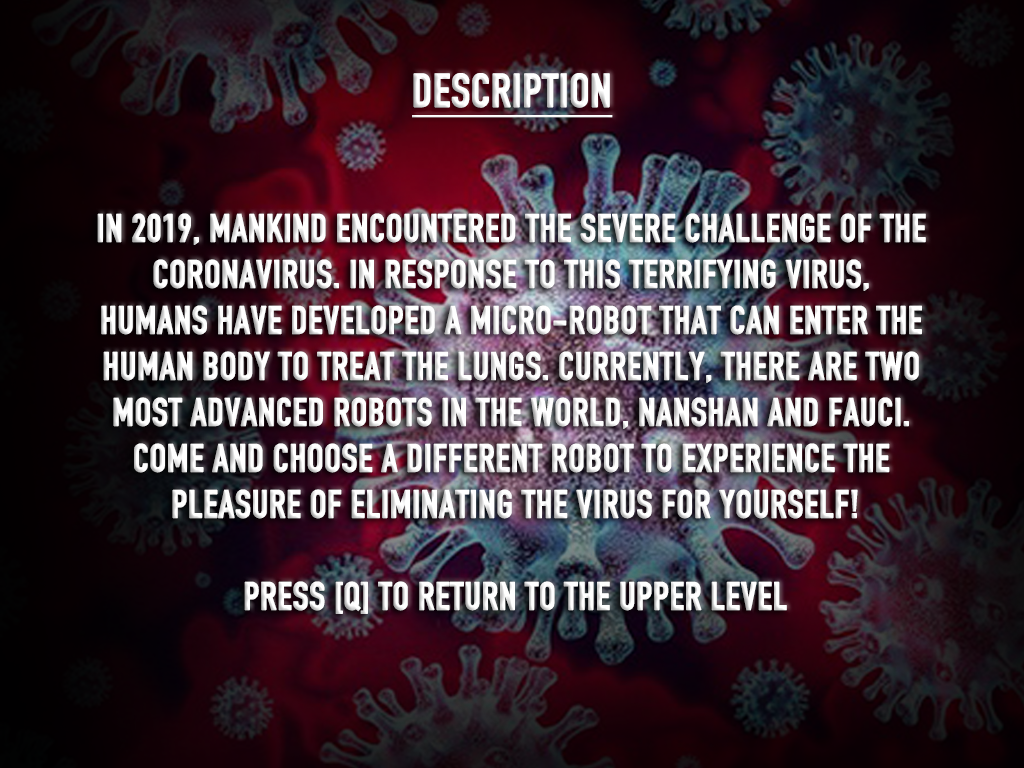 DESCRIPTION
IN 2019, MANKIND ENCOUNTERED THE SEVERE CHALLENGE OF THE
CORONAVIRUS. IN RESPONSE TO THIS TERRIFYING VIRUS,
HUMANS HAVE DEVELOPED A MICRO-ROBOT THAT CAN ENTER THE
HUMAN BODY TO TREAT THE LUNGS. CURRENTLY, THERE ARE TWO
MOST ADVANCED ROBOTS IN THE WORLD, NANSHAN AND FAUCI.
COME AND CHOOSE A DIFFERENT ROBOT TO EXPERIENCE THE
PLEASURE OF ELIMINATING THE VIRUS FOR YOURSELF!
PRESS [Q] TO RETURN TO THE UPPER LEVEL